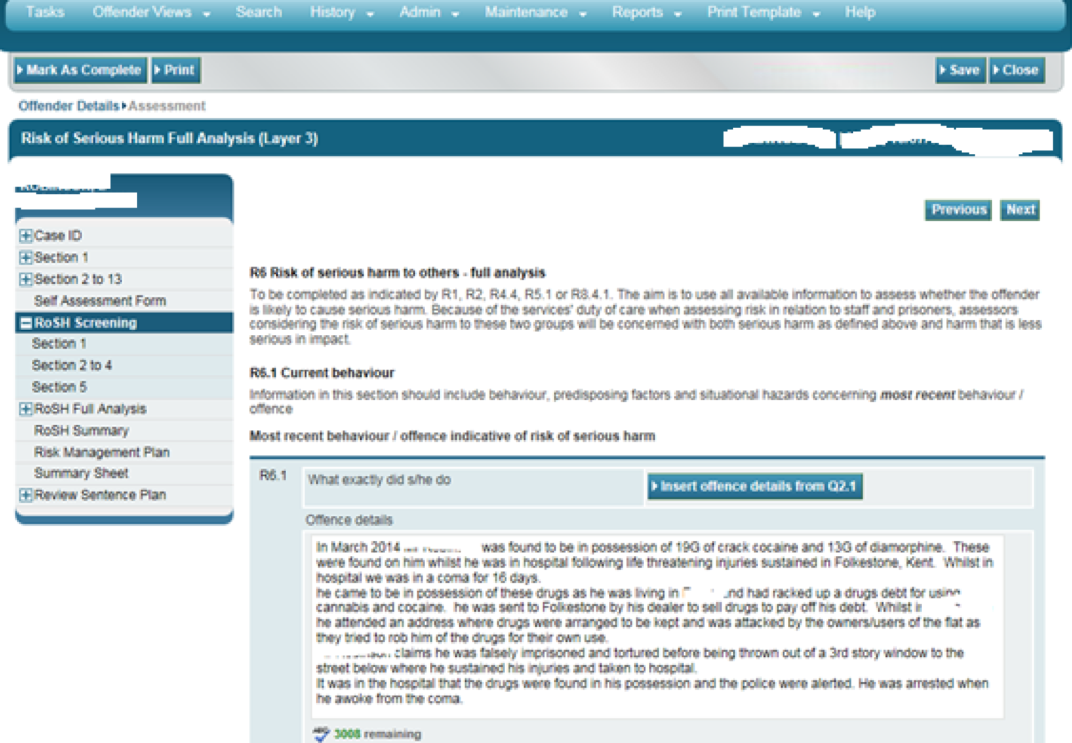 Tasks Offender Views Search History Admin Maintenance Reports Print Template Help
Mark As Complete Print Save Close
Offender Details Assessment
Risk of Serious Harm Full Analysis (Layer 3)
Previous Next
Case ID
Section 1
Section 2 to 13
Self Assessment Form
RoSH Screening
Section 1
Section 2 to 4
Section 5
RoSH Full Analysis
RoSH Summary
Risk Management Plan
Summary Sheet
Review Sentence Plan
R6 Risk of serious harm to others - full analysis
To be completed as indicated by R1, R2, R4.4, R5.1 or R8.4.1. The aim is to use all available information to assess whether the offender
is likely to cause serious harm. Because of the services' duty of care when assessing risk in relation to staff and prisoners, assessors
considering the risk of serious harm to these two groups will be concerned with both serious harm as defined above and harm that is less
serious in impact.
R6.1 Current behaviour
Information in this section should include behaviour, predisposing factors and situational hazards concerning most recent behaviour /
offence
Most recent behaviour / offence indicative of risk of serious harm
R6.1 What exactly did s/he do Insert offence details from Q2.1
Offence details
In March 2014 was found to be in possession of 19G of crack cocaine and 13G of diamorphine. These
were found on him whilst he was in hospital following life threatening injuries sustained in Folkestone, Kent. Whilst in
hospital we was in a coma for 16 days.
he came to be in possession of these drugs as he was living in and had racked up a drugs debt for using
cannabis and cocaine. he was sent to Folkestone by his dealer to sell drugs to pay off his debt. Whilst
he attended an address where drugs were arranged to be kept and was attacked by the owners/users of the flat as
they tried to rob him of the drugs for their own use.
claims he was falsely imprisoned and tortured before being thrown out of a 3rd story window to the
street below where he sustained his injuries and taken to hospital.
It was in the hospital that the drugs were found in his possession and the police were alerted. He was arrested when
he awoke from the coma.
3008 remaining